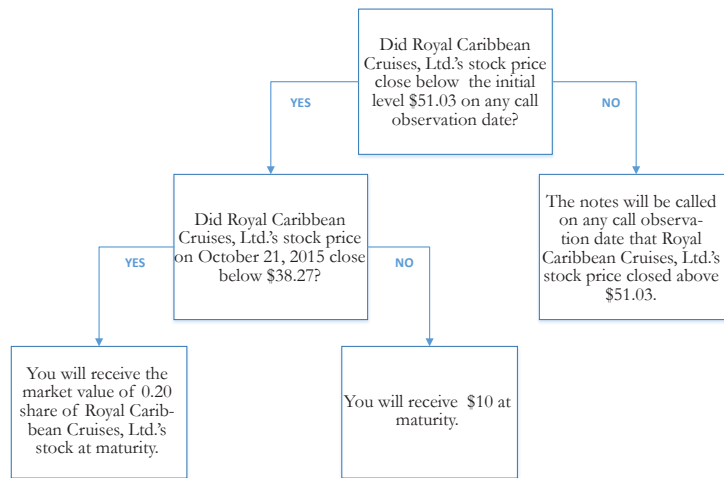 Did Royal Caribbean
Cruises, Ltd.'s stock price
close below the initial
level $51.03 on any call
observation date?
YES
NO
Did Royal Caribbean
Cruises, Ltd.'s stock price
on October 21, 2015 close
below $38.27?
The notes will be called
on any call observa-
tion date that Royal
Caribbean Cruises, Ltd.'s
stock price closed above
$51.03.
YES
NO
You will receive the
market value of 0.20
share of Royal Carib-
bean Cruises, Ltd.'s
stock at maturity.
You will receive $10 at
maturity.